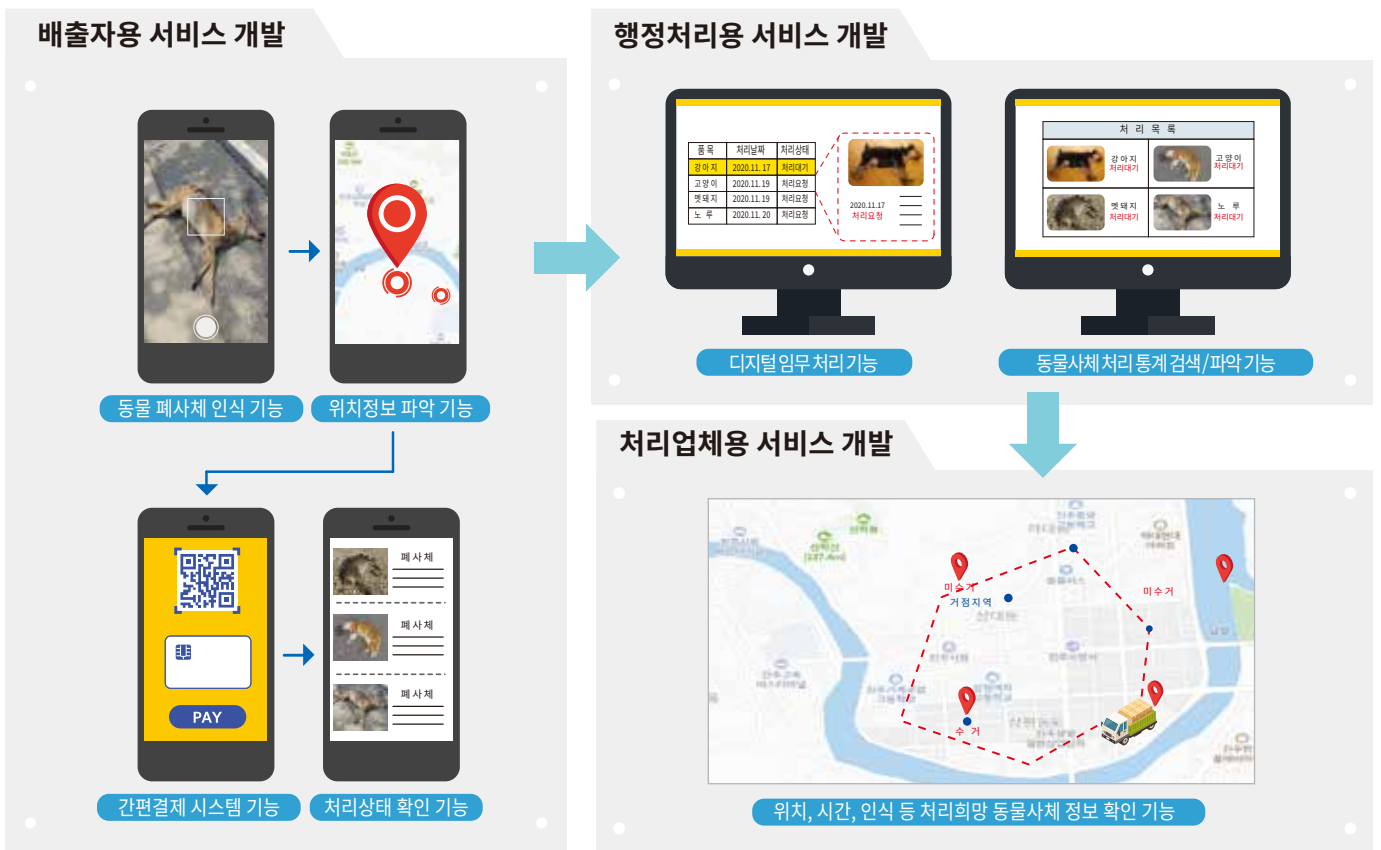 배출자용 서비스 개발
동물 폐사체 인식 기능
위치정보 파악 기능
PAY
폐사체
폐사체
폐사체
간편결제 시스템 기능
처리상태 확인 기능
행정처리용 서비스 개발
품목 처리날짜 처리상태
강아지 2020.11. 17 처리대기
고양이 2020.11. 19 처리요청
멧돼지 2020.11. 19 처리요청
노 루 2020.11. 20 처리요청
2020.11.17
처리요청
디지털 임무 처리 기능
처 리 목 록
강아지
처리대기
고양이
처리대기
멧돼지
처리대기
노 루
처리대기
동물사체 처리 통계 검색/파악 기능
처리업체용 서비스 개발
미수거
거점지역
미수거
상대동
수 거
위치, 시간, 인식 등 처리희망 동물사체 정보 확인 기능